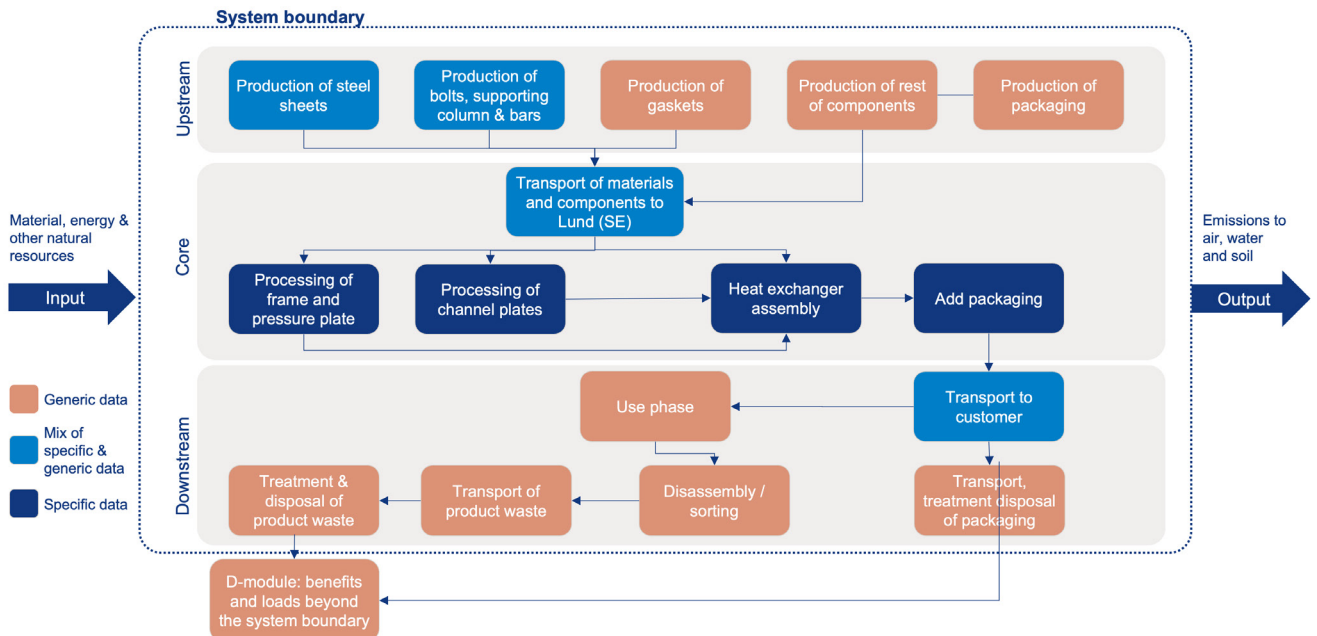 System boundary
Upstream
Production of steel
sheets
Production of
bolts, supporting
column & bars
Production of
gaskets
Production of rest
of components
Production of
packaging
Material, energy &
other natural
resources
Input
Core
Transport of materials
and components to
Lund (SE)
Processing of
frame and
pressure plate
Processing of
channel plates
Heat exchanger
assembly
Add packaging
Emissions to
air, water
and soil
Output
Generic data
Mix of
specific &
generic data
Specific data
Downstream
Use phase
Transport to
customer
Treatment &
disposal of
product waste
Transport of
product waste
Disassembly /
sorting
Transport,
treatment disposal
of packaging
D-module: benefits
and loads beyond
the system boundary